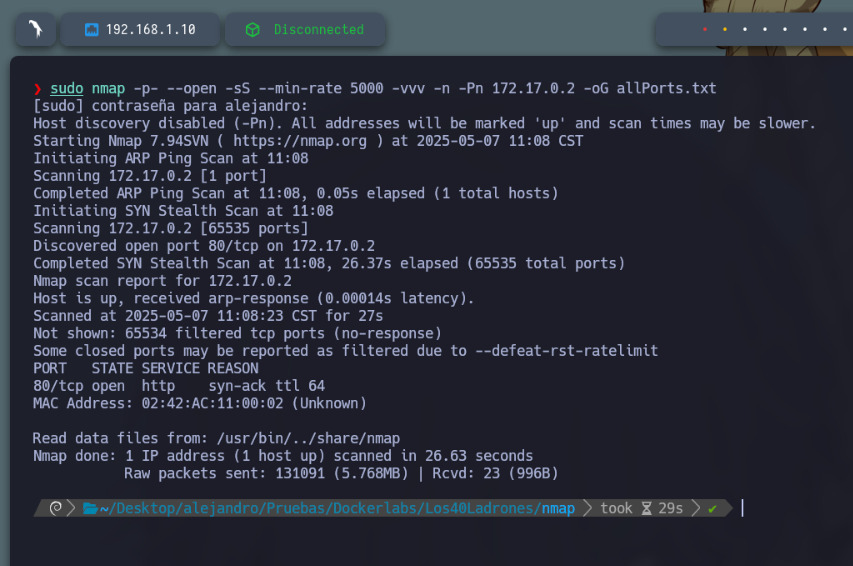 192.168.1.10 Disconnected
❯ sudo nmap -p- --open -sS --min-rate 5000 -vvv -n -Pn 172.17.0.2 -oG allPorts.txt
[sudo] contraseña para alejandro:
Host discovery disabled (-Pn). All addresses will be marked 'up' and scan times may be slower.
Starting Nmap 7.94SVN ( https://nmap.org ) at 2025-05-07 11:08 CST
Initiating ARP Ping Scan at 11:08
Scanning 172.17.0.2 [1 port]
Completed ARP Ping Scan at 11:08, 0.05s elapsed (1 total hosts)
Initiating SYN Stealth Scan at 11:08
Scanning 172.17.0.2 [65535 ports]
Discovered open port 80/tcp on 172.17.0.2
Completed SYN Stealth Scan at 11:08, 26.37s elapsed (65535 total ports)
Nmap scan report for 172.17.0.2
Host is up, received arp-response (0.00014s latency).
Scanned at 2025-05-07 11:08:23 CST for 27s
Not shown: 65534 filtered tcp ports (no-response)
Some closed ports may be reported as filtered due to --defeat-rst-ratelimit
PORT   STATE SERVICE REASON
80/tcp open  http    syn-ack ttl 64
MAC Address: 02:42:AC:11:00:02 (Unknown)
Read data files from: /usr/bin/../share/nmap
Nmap done: 1 IP address (1 host up) scanned in 26.63 seconds
Raw packets sent: 131091 (5.768MB) | Rcvd: 23 (996B)
~/Desktop/alejandro/Pruebas/Dockerlabs/Los40Ladrones/nmap took 29s ✔